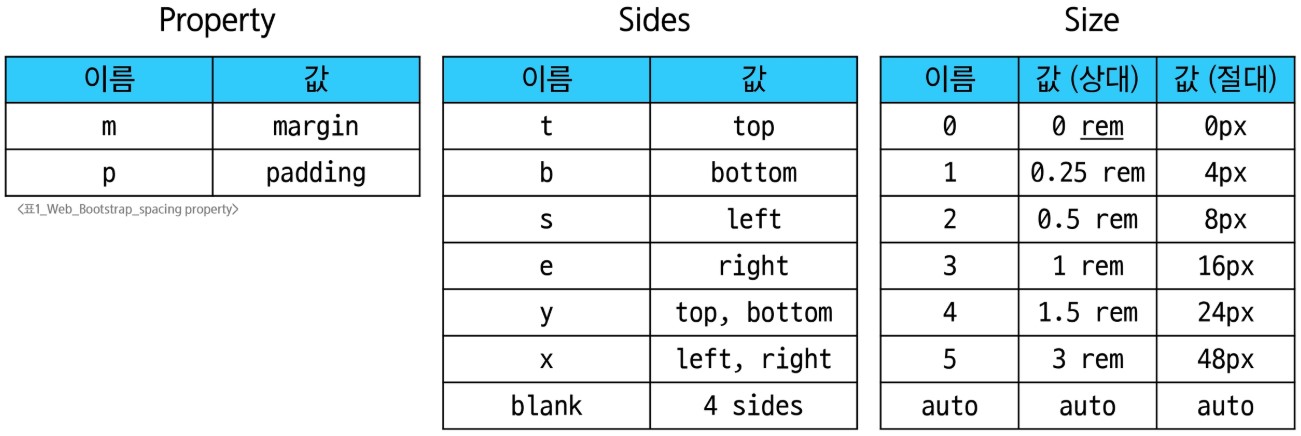 Property
이름 값
m margin
p padding
<표1_Web_Bootstrap_spacing property>
Sides
이름 값
t top
b bottom
s left
e right
y top, bottom
x left, right
blank 4 sides
Size
이름 값 (상대) 값 (절대)
0 0 rem 0px
1 0.25 rem 4px
2 0.5 rem 8px
3 1 rem 16px
4 1.5 rem 24px
5 3 rem 48px
auto auto auto